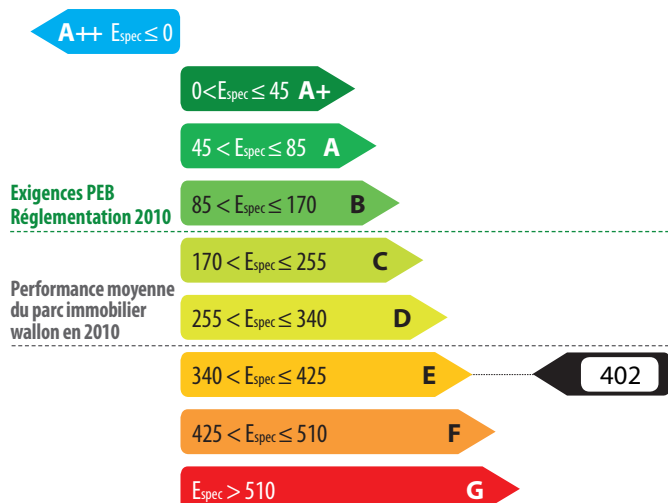 A++ Espec ≤ 0
0<Espec ≤ 45 A+
45 < Espec ≤ 85 A
Exigences PEB
Réglementation 2010
85 < Espec ≤ 170 B
170 < Espec ≤ 255 C
Performance moyenne
du parc immobilier
wallon en 2010
255 < Espec ≤ 340 D
340 < Espec ≤ 425 E
402
425 < Espec ≤ 510 F
Espec > 510 G